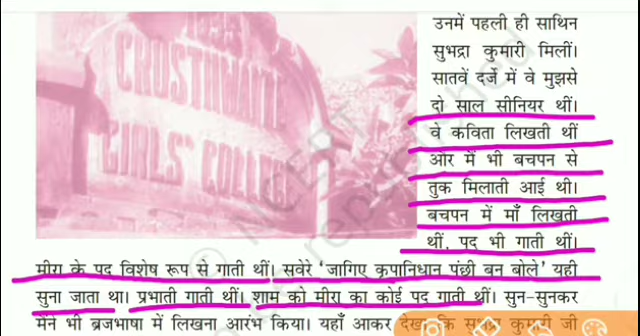 CROSTHWAITE
GIRLS' COLLEGE
उनमें पहली ही साथिन
सुभद्रा कुमारी मिलीं।
सातवें दर्जे में वे मुझसे
दो साल सीनियर थीं।
वे कविता लिखती थीं
और मैं भी बचपन से
तुक मिलाती आई थी।
बचपन में माँ लिखती
थीं, पद भी गाती थीं।
मीरा के पद विशेष रूप से गाती थीं। सवेरे 'जागिए कृपानिधान पंछी बन बोले' यही
सुना जाता था। प्रभाती गाती थीं। शाम को मीरा का कोई पद गाती थीं। सुन-सुनकर
मैंने भी ब्रजभाषा में लिखना आरंभ किया। यहाँ आकर देखा कि कुमारी जी